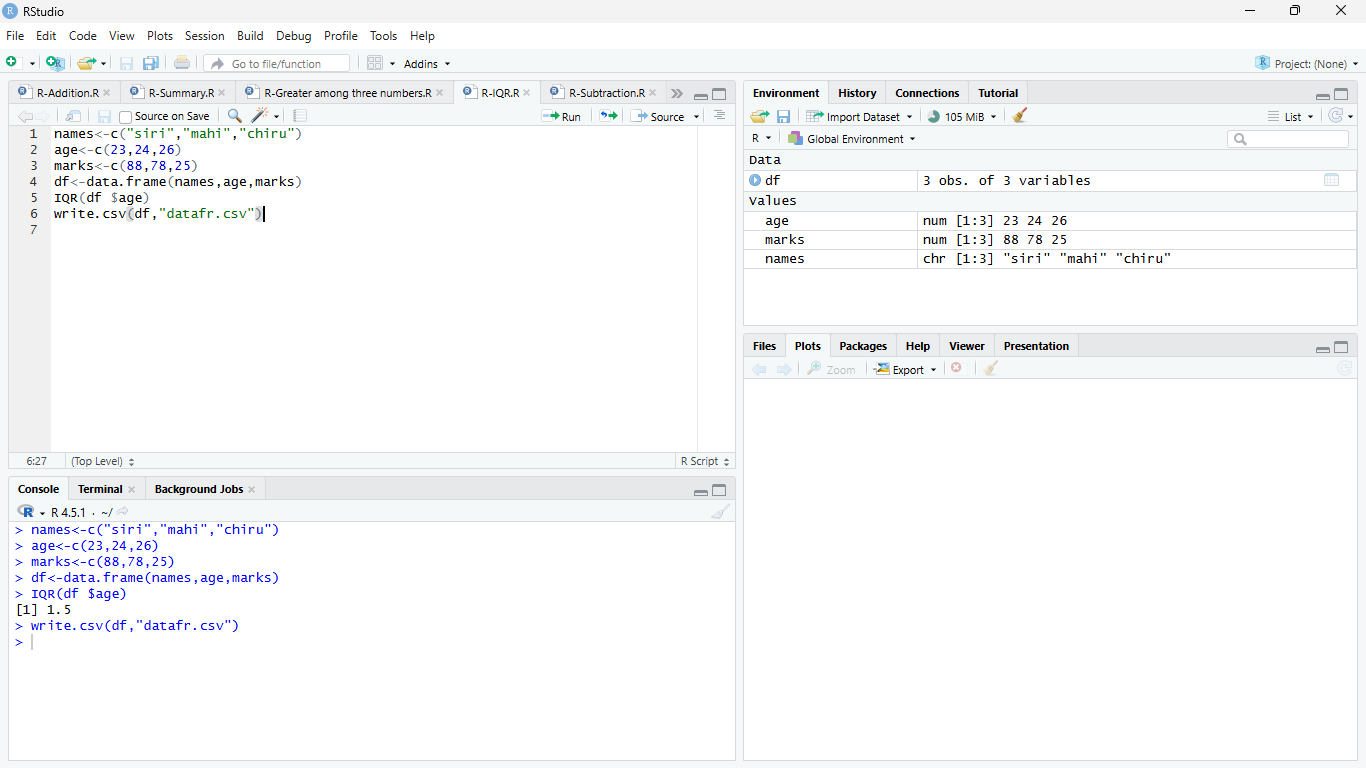 RStudio
File Edit Code View Plots Session Build Debug Profile Tools Help
Go to file/function Addins Project: (None)
R-Addition.R R-Summary.R R-Greater among three numbers.R R-IQR.R R-Subtraction.R
Source on Save Run Source
1 names<-c("siri","mahi","chiru")
2 age<-c(23,24,26)
3 marks<-c(88,78,25)
4 df<-data.frame(names,age,marks)
5 IQR(df $age)
6 write.csv(df,"datafr.csv")
7
6:27 (Top Level) R Script
Console Terminal Background Jobs
R 4.5.1 · ~/
> names<-c("siri","mahi","chiru")
> age<-c(23,24,26)
> marks<-c(88,78,25)
> df<-data.frame(names,age,marks)
> IQR(df $age)
[1] 1.5
> write.csv(df,"datafr.csv")
>
Environment History Connections Tutorial
Import Dataset 105 MiB List
R Global Environment
Data
df 3 obs. of 3 variables
Values
age num [1:3] 23 24 26
marks num [1:3] 88 78 25
names chr [1:3] "siri" "mahi" "chiru"
Files Plots Packages Help Viewer Presentation
Zoom Export